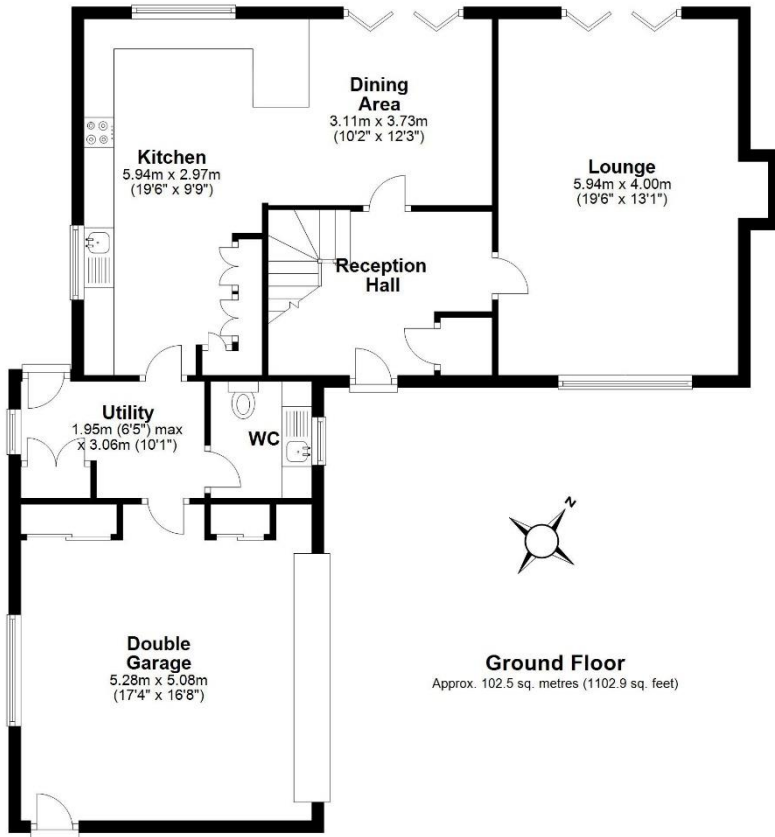 Dining
Area
3.11m x 3.73m
(10'2" x 12'3")
Kitchen
5.94m x 2.97m
(19'6" x 9'9")
Lounge
5.94m x 4.00m
(19'6" x 13'1")
Reception
Hall
Utility
1.95m (6'5") max
x 3.06m (10'1")
WC
N
Double
Garage
5.28m x 5.08m
(17'4" x 16'8")
Ground Floor
Approx. 102.5 sq. metres (1102.9 sq. feet)